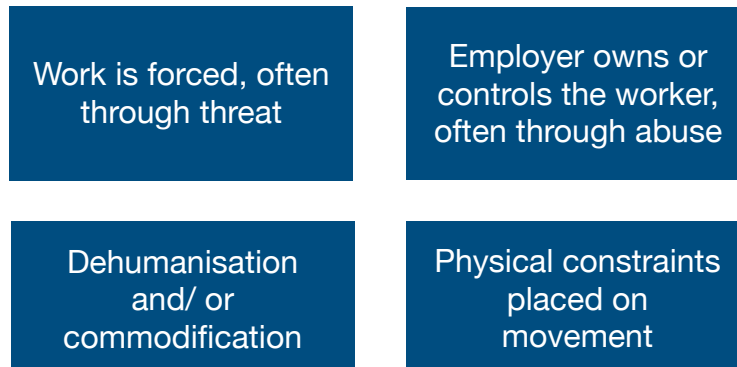 Work is forced, often
through threat
Employer owns or
controls the worker,
often through abuse
Dehumanisation
and/ or
commodification
Physical constraints
placed on
movement